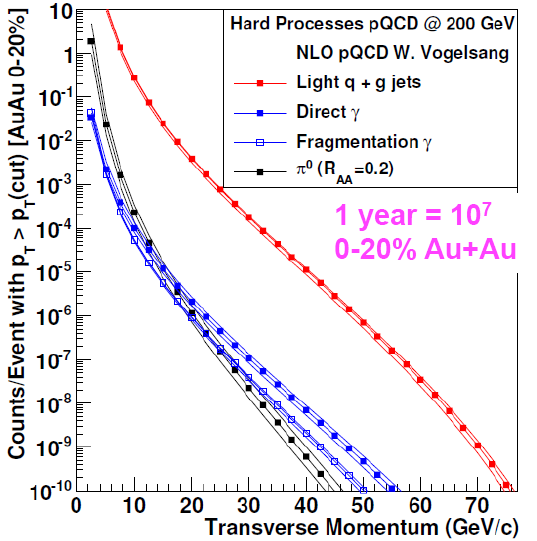 Hard Processes pQCD @ 200 GeV
NLO pQCD W. Vogelsang
Light q + g jets
Direct γ
Fragmentation γ
π⁰ (R_AA=0.2)
1 year = 10⁷
0-20% Au+Au
Counts/Event with p_T > p_T(cut) [AuAu 0-20%]
10
1
10⁻¹
10⁻²
10⁻³
10⁻⁴
10⁻⁵
10⁻⁶
10⁻⁷
10⁻⁸
10⁻⁹
10⁻¹⁰
0 10 20 30 40 50 60 70
Transverse Momentum (GeV/c)